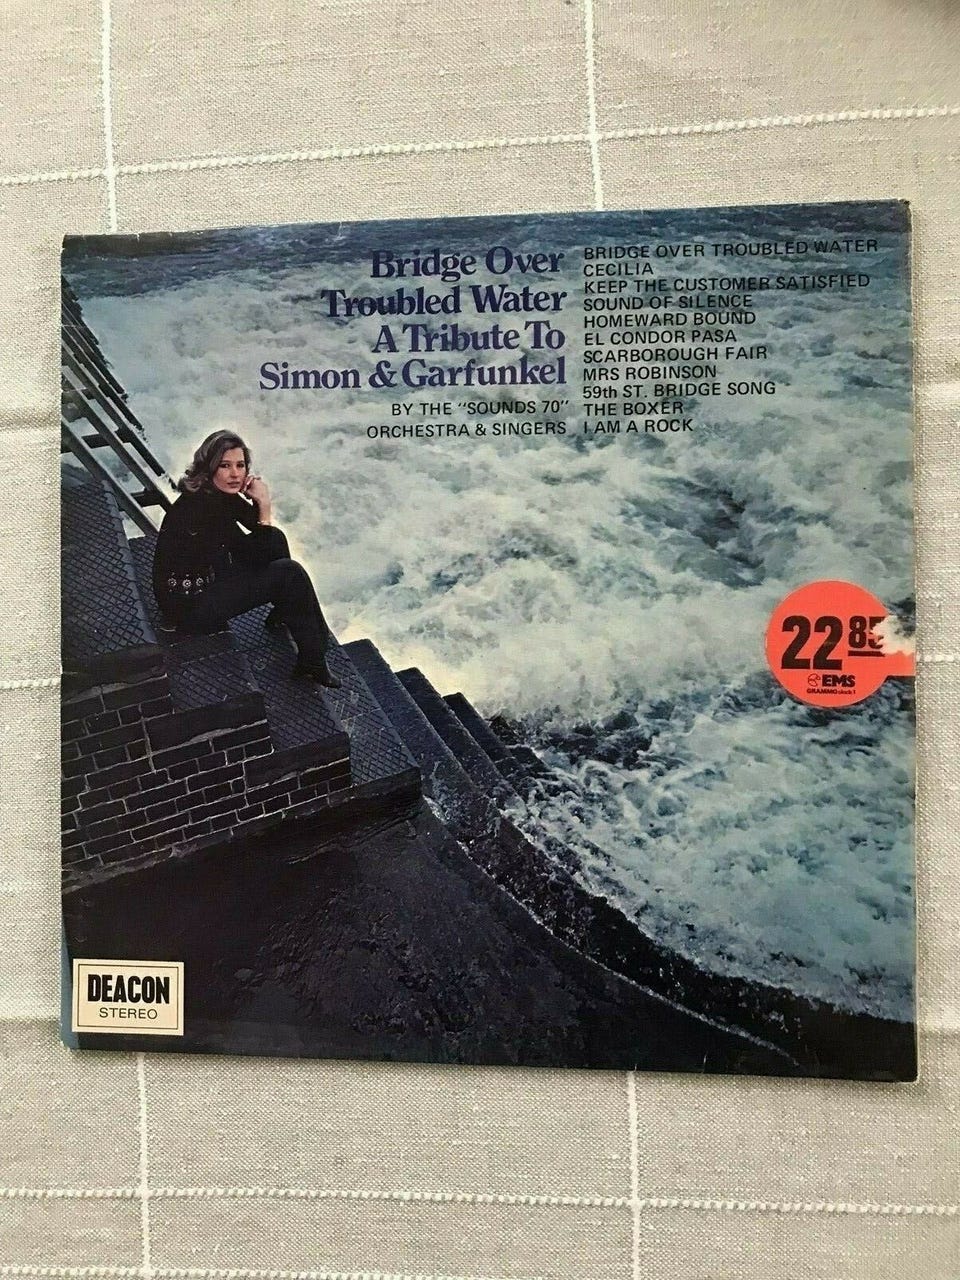 Bridge Over
Troubled Water
A Tribute To
Simon & Garfunkel
BY THE "SOUNDS 70"
ORCHESTRA & SINGERS
BRIDGE OVER TROUBLED WATER
CECILIA
KEEP THE CUSTOMER SATISFIED
SOUND OF SILENCE
HOMEWARD BOUND
EL CONDOR PASA
SCARBOROUGH FAIR
MRS ROBINSON
59th ST. BRIDGE SONG
THE BOXER
I AM A ROCK
22 85
EMS
DEACON
STEREO